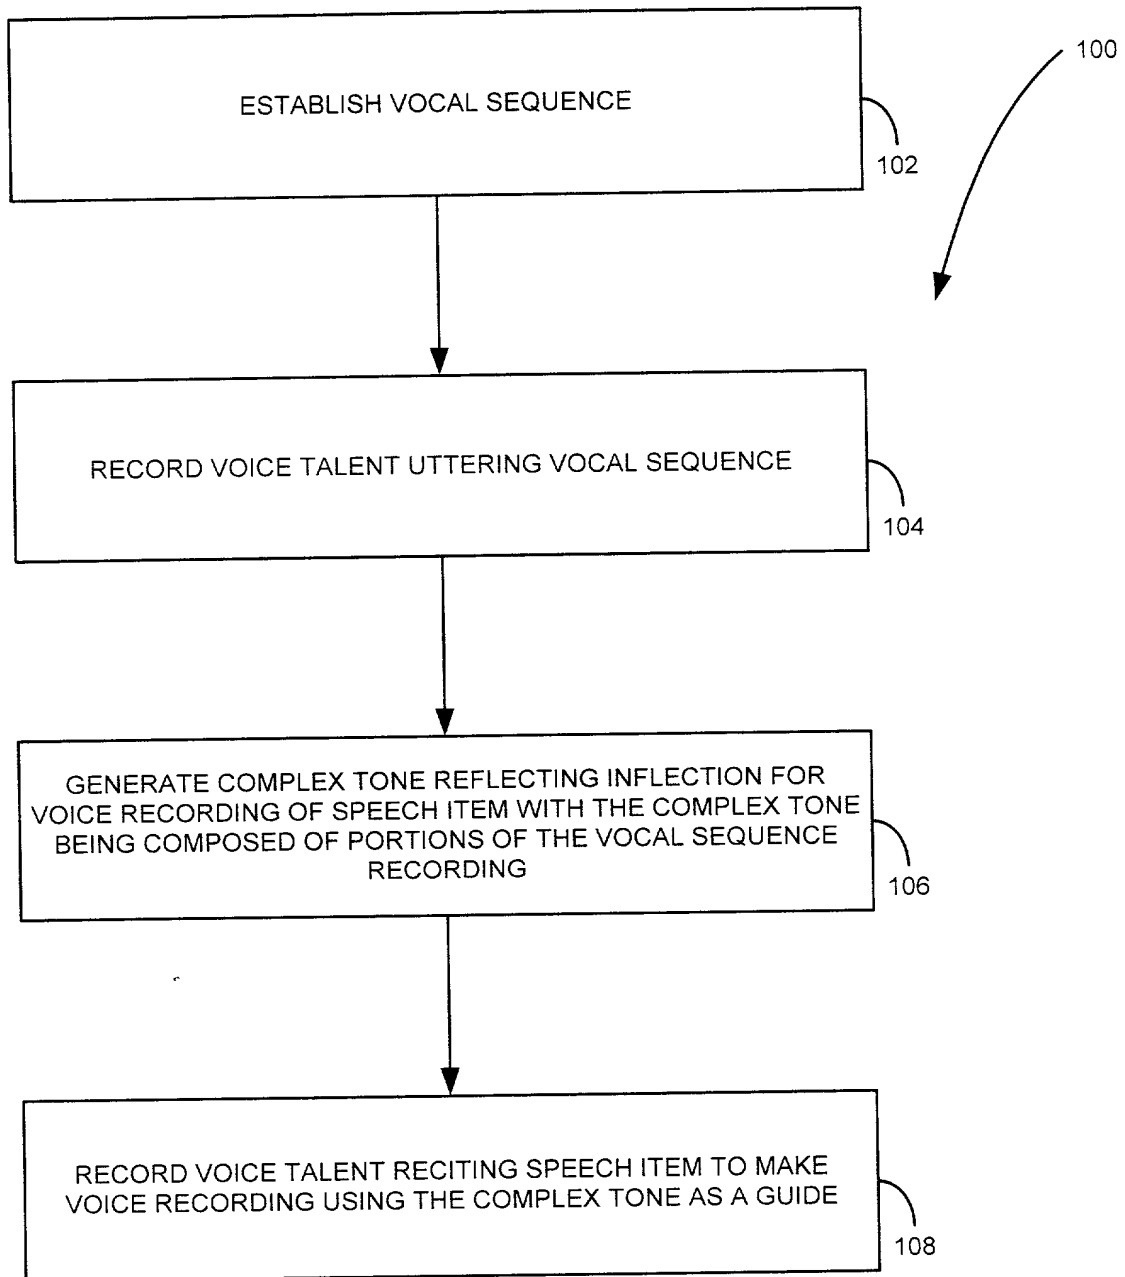 100
ESTABLISH VOCAL SEQUENCE
102
RECORD VOICE TALENT UTTERING VOCAL SEQUENCE
104
GENERATE COMPLEX TONE REFLECTING INFLECTION FOR
VOICE RECORDING OF SPEECH ITEM WITH THE COMPLEX TONE
BEING COMPOSED OF PORTIONS OF THE VOCAL SEQUENCE
RECORDING
106
RECORD VOICE TALENT RECITING SPEECH ITEM TO MAKE
VOICE RECORDING USING THE COMPLEX TONE AS A GUIDE
108